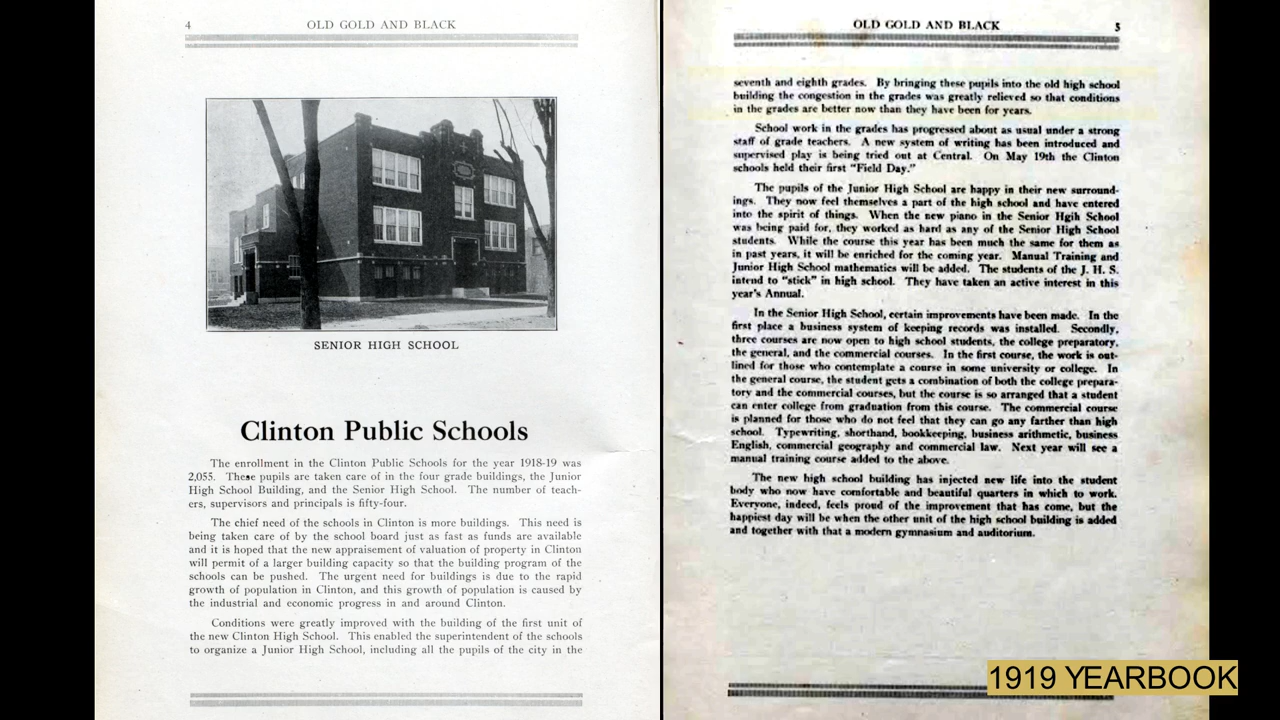 4
OLD GOLD AND BLACK
SENIOR HIGH SCHOOL
Clinton Public Schools
The enrollment in the Clinton Public Schools for the year 1918-19 was
2,055. These pupils are taken care of in the four grade buildings, the Junior
High School Building, and the Senior High School. The number of teach-
ers, supervisors and principals is fifty-four.
The chief need of the schools in Clinton is more buildings. This need is
being taken care of by the school board just as fast as funds are available
and it is hoped that the new appraisement of valuation of property in Clinton
will permit of a larger building capacity so that the building program of the
schools can be pushed. The urgent need for buildings is due to the rapid
growth of population in Clinton, and this growth of population is caused by
the industrial and economic progress in and around Clinton.
Conditions were greatly improved with the building of the first unit of
the new Clinton High School. This enabled the superintendent of the schools
to organize a Junior High School, including all the pupils of the city in the
OLD GOLD AND BLACK
5
seventh and eighth grades. By bringing these pupils into the old high school
building the congestion in the grades was greatly relieved so that conditions
in the grades are better now than they have been for years.
School work in the grades has progressed about as usual under a strong
staff of grade teachers. A new system of writing has been introduced and
supervised play is being tried out at Central. On May 19th the Clinton
schools held their first "Field Day."
The pupils of the Junior High School are happy in their new surround-
ings. They now feel themselves a part of the high school and have entered
into the spirit of things. When the new piano in the Senior Hgih School
was being paid for, they worked as hard as any of the Senior High School
students. While the course this year has been much the same for them as
in past years, it will be enriched for the coming year. Manual Training and
Junior High School mathematics will be added. The students of the J. H. S.
intend to "stick" in high school. They have taken an active interest in this
year's Annual.
In the Senior High School, certain improvements have been made. In the
first place a business system of keeping records was installed. Secondly,
three courses are now open to high school students, the college preparatory,
the general, and the commercial courses. In the first course, the work is out-
lined for those who contemplate a course in some university or college. In
the general course, the student gets a combination of both the college prepara-
tory and the commercial courses, but the course is so arranged that a student
can enter college from graduation from this course. The commercial course
is planned for those who do not feel that they can go any farther than high
school. Typewriting, shorthand, bookkeeping, business arithmetic, business
English, commercial geography and commercial law. Next year will see a
manual training course added to the above.
The new high school building has injected new life into the student
body who now have comfortable and beautiful quarters in which to work.
Everyone, indeed, feels proud of the improvement that has come, but the
happiest day will be when the other unit of the high school building is added
and together with that a modern gymnasium and auditorium.
1919 YEARBOOK